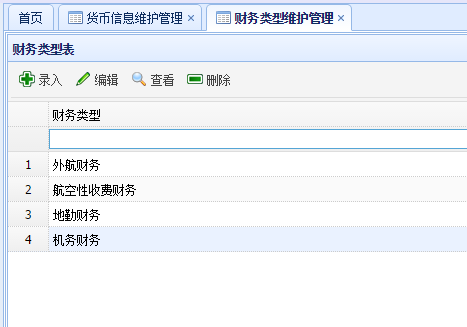 首页 货币信息维护管理 × 财务类型维护管理 ×
财务类型表
录入 编辑 查看 删除
财务类型
1 外航财务
2 航空性收费财务
3 地勤财务
4 机务财务